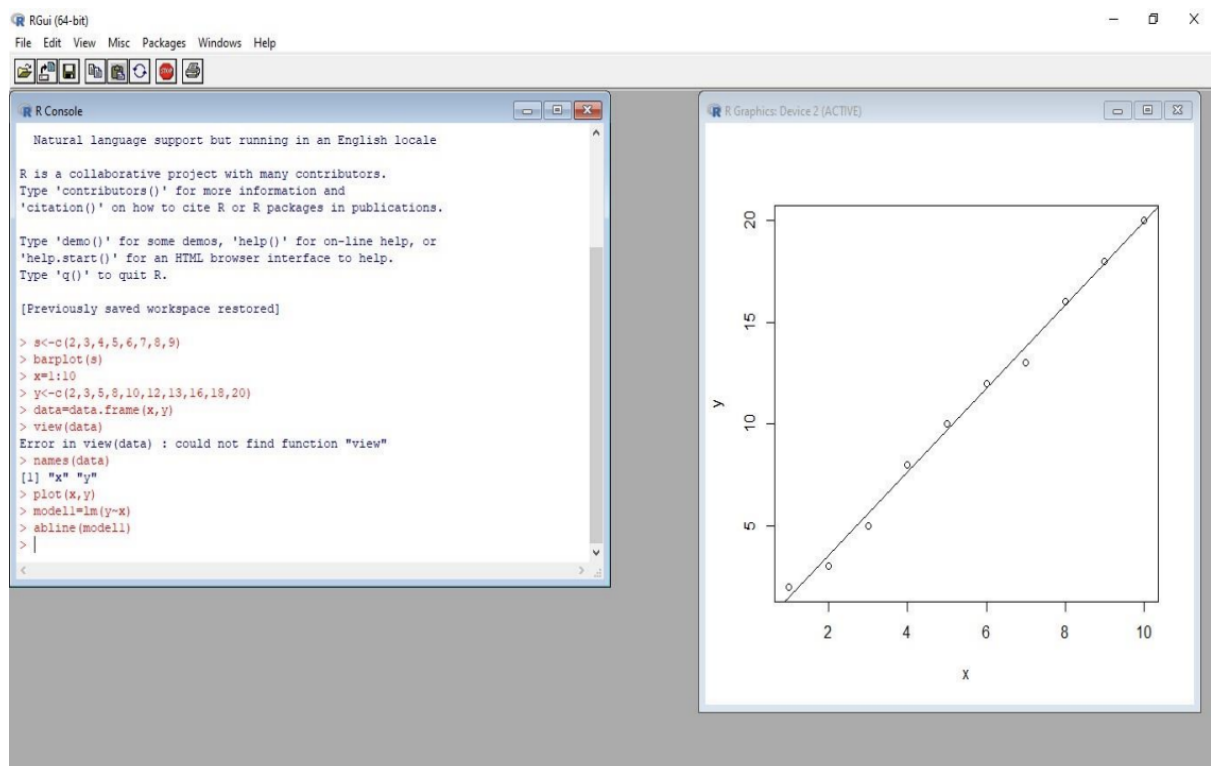 RGui (64-bit)
File Edit View Misc Packages Windows Help
STOP
R Console
Natural language support but running in an English locale
R is a collaborative project with many contributors.
Type 'contributors()' for more information and
'citation()' on how to cite R or R packages in publications.
Type 'demo()' for some demos, 'help()' for on-line help, or
'help.start()' for an HTML browser interface to help.
Type 'q()' to quit R.
[Previously saved workspace restored]
> s<-c(2,3,4,5,6,7,8,9)
> barplot(s)
> x=1:10
> y<-c(2,3,5,8,10,12,13,16,18,20)
> data=data.frame(x,y)
> view(data)
Error in view(data) : could not find function "view"
> names(data)
[1] "x" "y"
> plot(x,y)
> model1=lm(y~x)
> abline(model1)
>
R Graphics: Device 2 (ACTIVE)
20
15
10
5
y
2 4 6 8 10
x